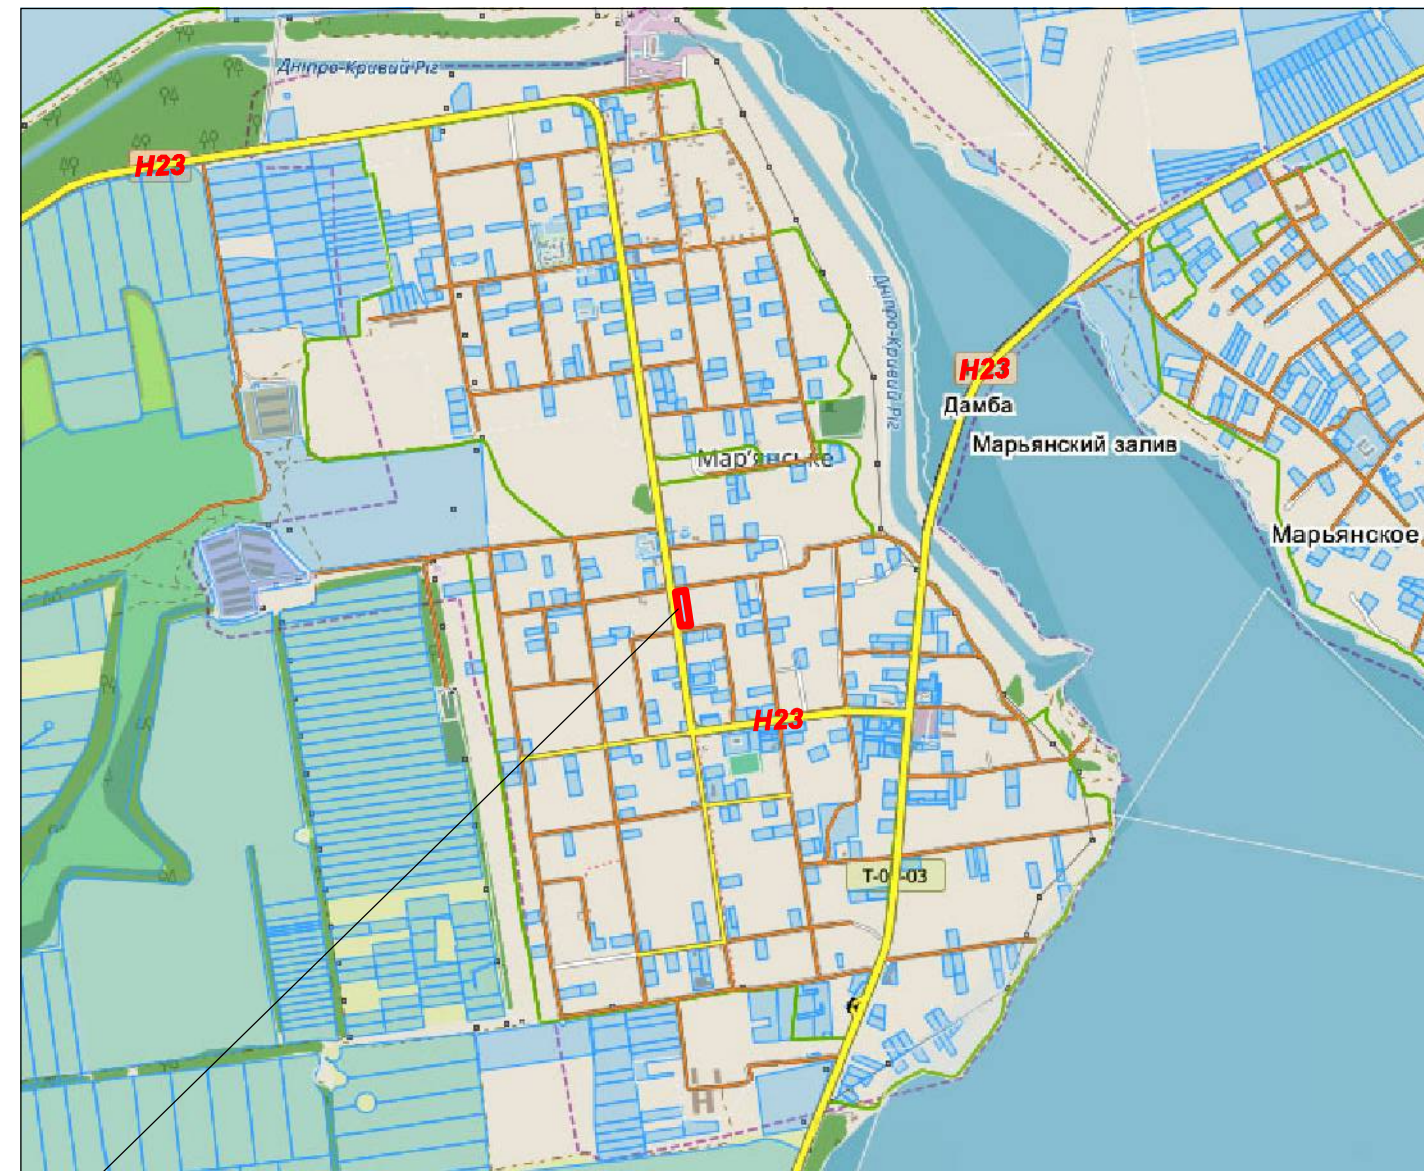 Дніпро-Кривий Ріг
H23
Дніпро-Кривий Ріг
H23
Дамба
Марьянский залив
Мар'янське
Марьянское
H23